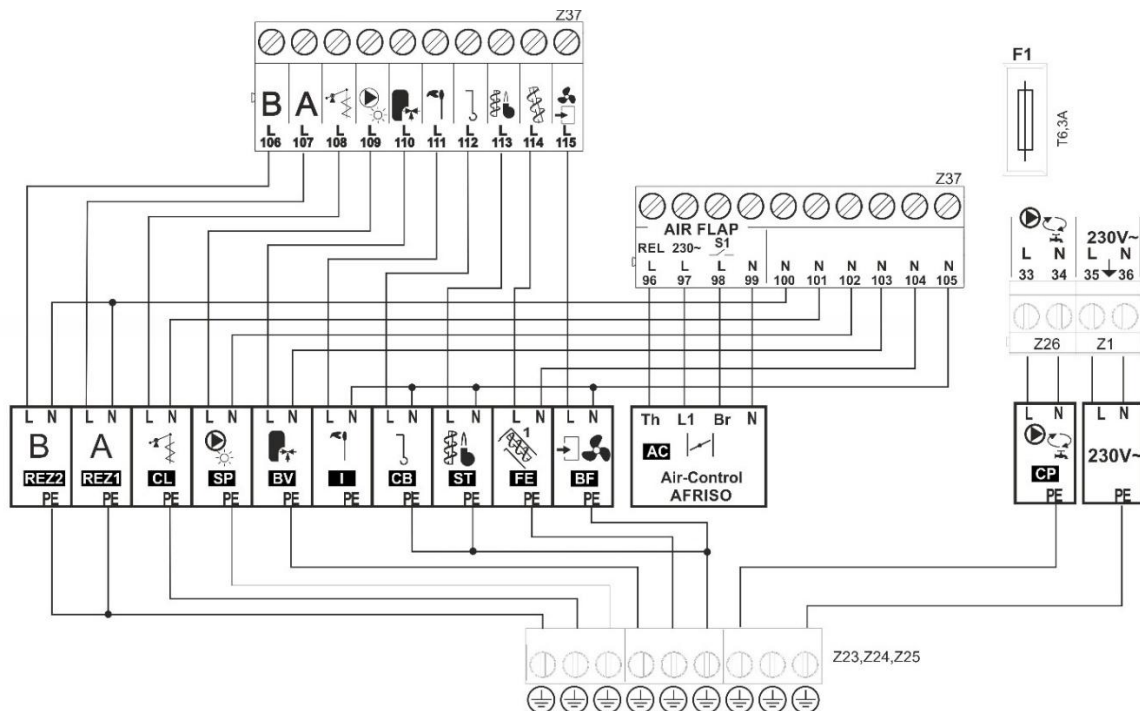 Z37
B A
L L L L L L L L L L
106 107 108 109 110 111 112 113 114 115
F1
T6,3A
Z37
AIR FLAP
REL 230~ S1
L L L N N N N N N N
96 97 98 99 100 101 102 103 104 105
230V~
L N L N
33 34 35 36
Z26 Z1
L N L N L N L N L N L N L N L N L N L N
B A 1
REZ2 REZ1 CL SP BV I CB ST FE BF
PE PE PE PE PE PE PE PE PE PE
Th L1 Br N
AC
Air-Control
AFRISO
L N L N
CP 230V~
PE PE
Z23,Z24,Z25